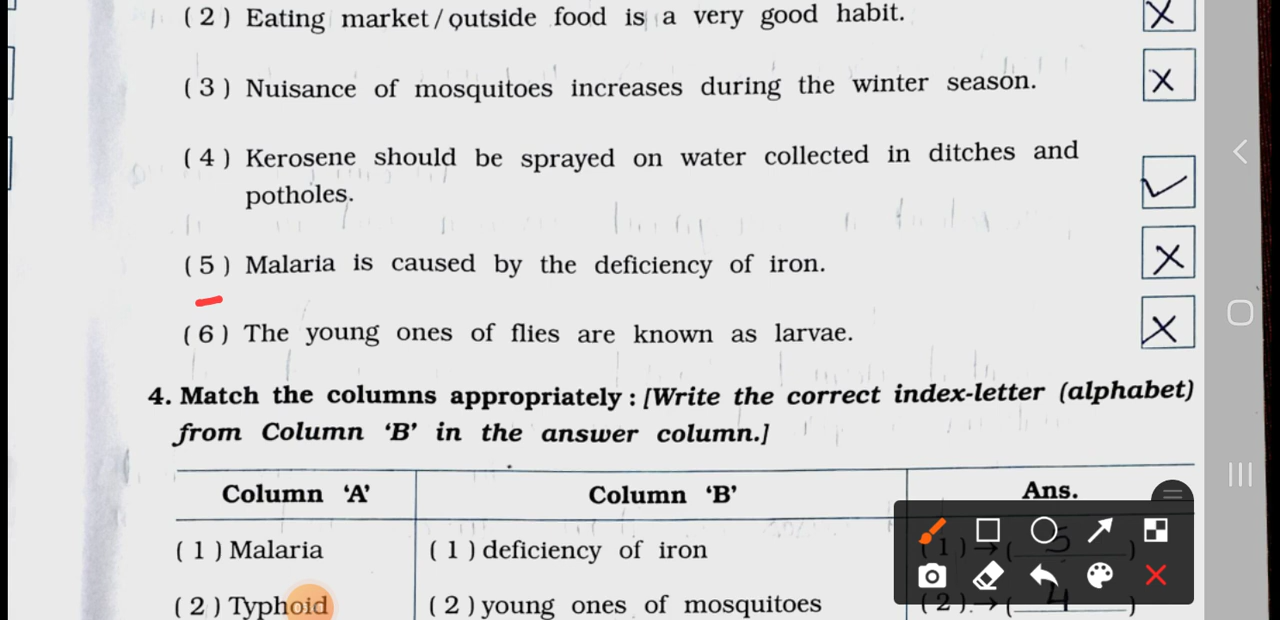 (2) Eating market/outside food is a very good habit. X
(3) Nuisance of mosquitoes increases during the winter season. X
(4) Kerosene should be sprayed on water collected in ditches and
potholes. ✓
(5) Malaria is caused by the deficiency of iron. X
(6) The young ones of flies are known as larvae. X
4. Match the columns appropriately : [Write the correct index-letter (alphabet)
from Column 'B' in the answer column.]
Column 'A' Column 'B' Ans.
(1) Malaria (1) deficiency of iron (1) → ( 5 )
(2) Typhoid (2) young ones of mosquitoes (2) → ( 4 )